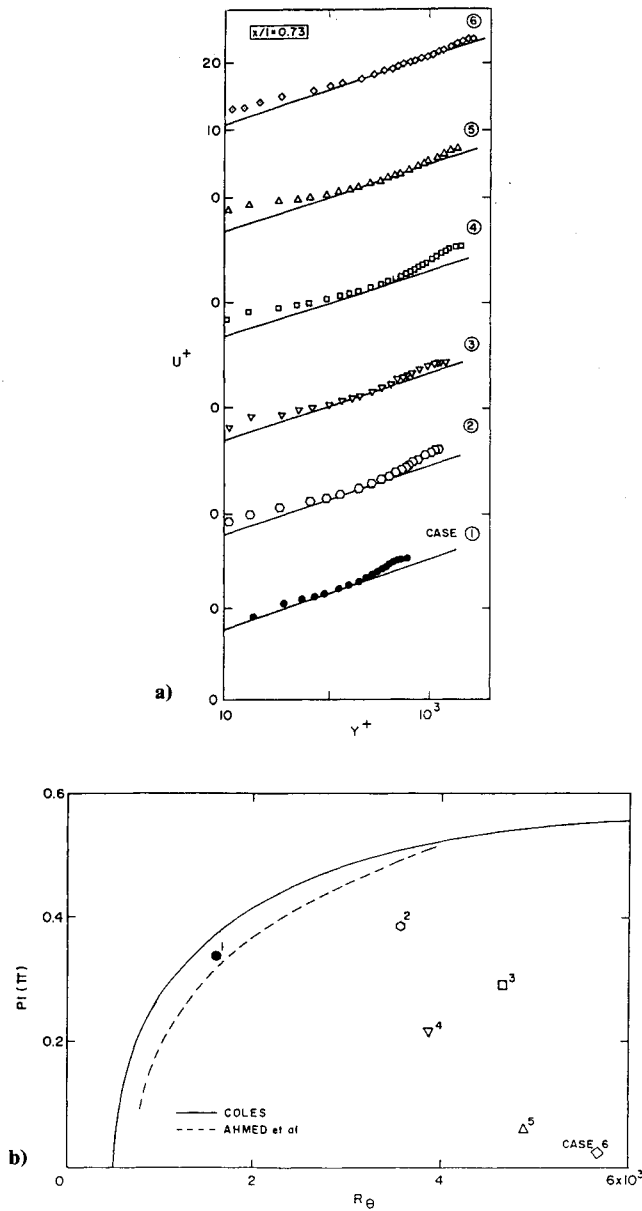 x/l=0.73
⑥
20
10
⑤
0
④
0
U+
③
0
②
0
CASE ①
0
a)
0
10
10³
Y+
0.6
0.4
PI(π)
0.2
0
1
2
3
4
5
CASE 6
COLES
AHMED et al
b)
0
2
4
6x10³
Rθ